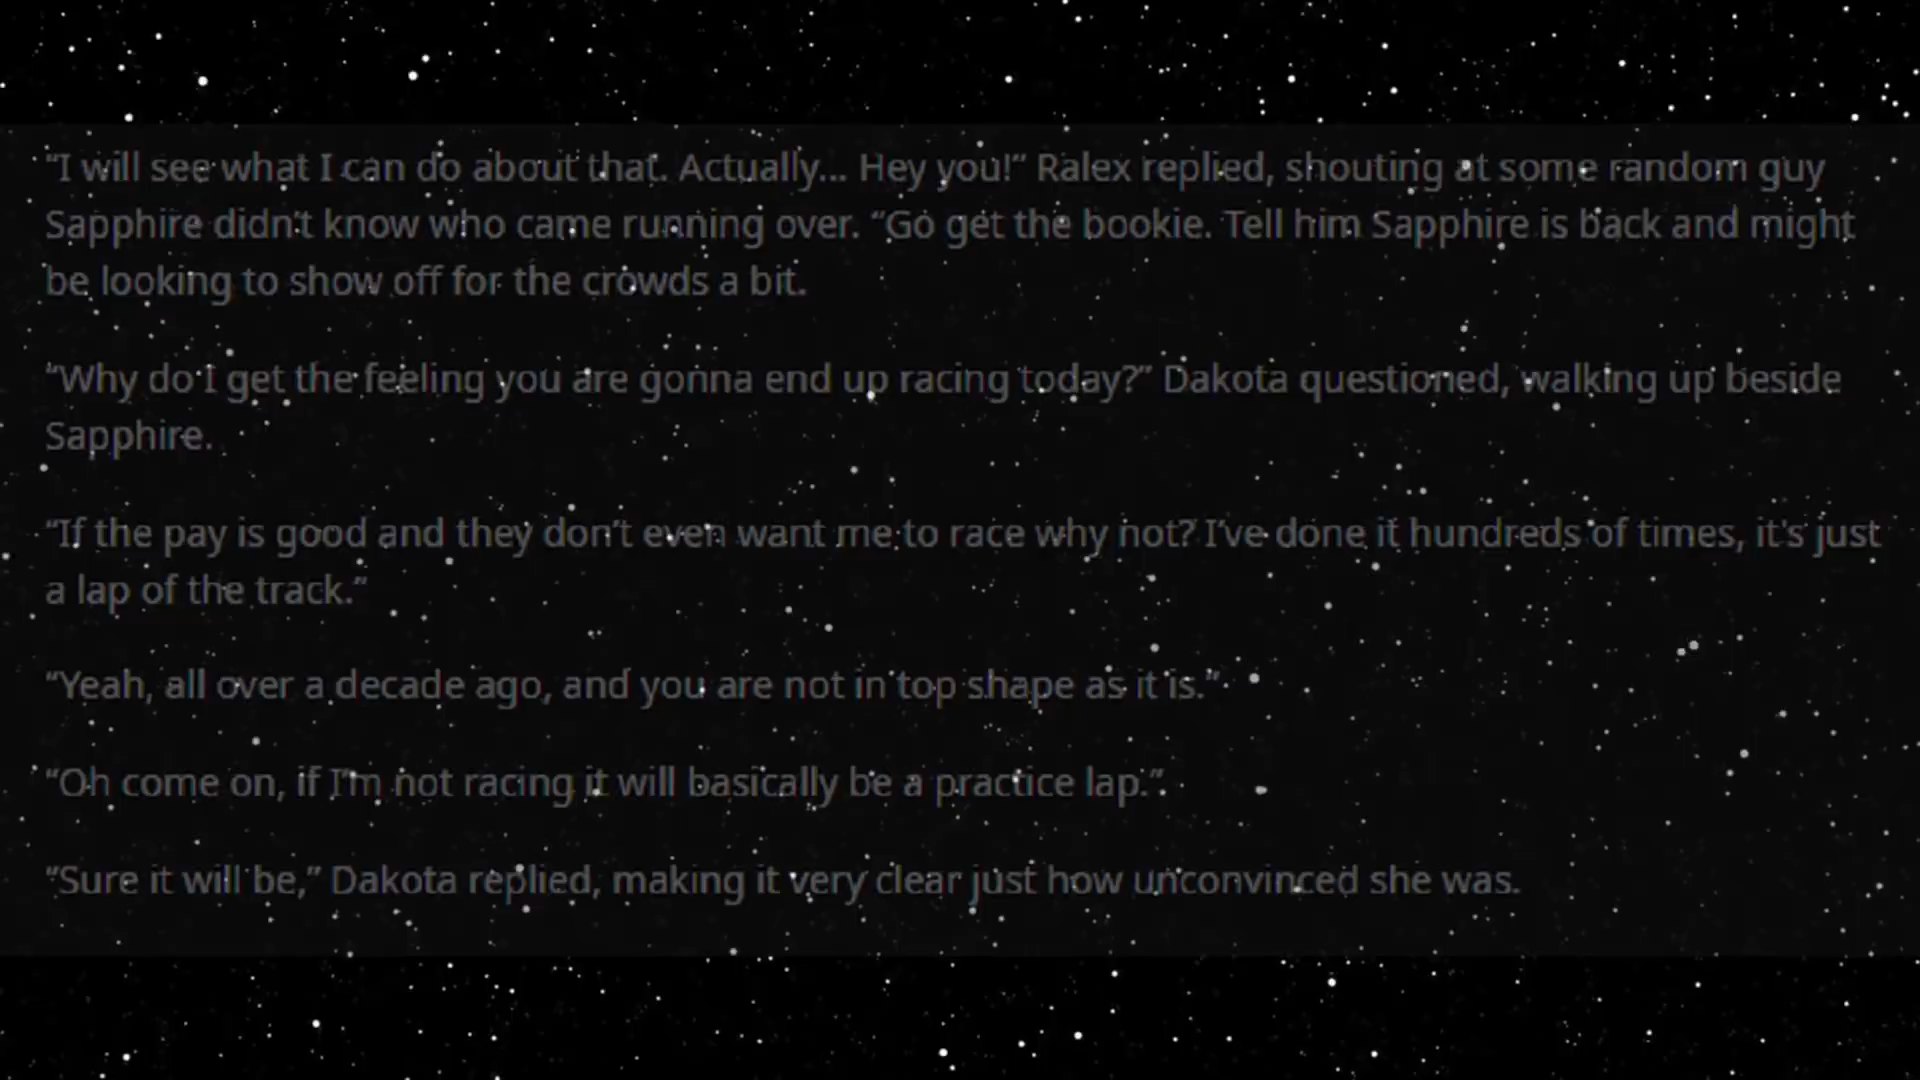 “I will see what I can do about that. Actually... Hey you!” Ralex replied, shouting at some random guy
Sapphire didn’t know who came running over. “Go get the bookie. Tell him Sapphire is back and might
be looking to show off for the crowds a bit.
“Why do I get the feeling you are gonna end up racing today?” Dakota questioned, walking up beside
Sapphire.
“If the pay is good and they don’t even want me to race why not? I’ve done it hundreds of times, it's just
a lap of the track.”
“Yeah, all over a decade ago, and you are not in top shape as it is.”
“Oh come on, if I’m not racing it will basically be a practice lap.”
“Sure it will be,” Dakota replied, making it very clear just how unconvinced she was.